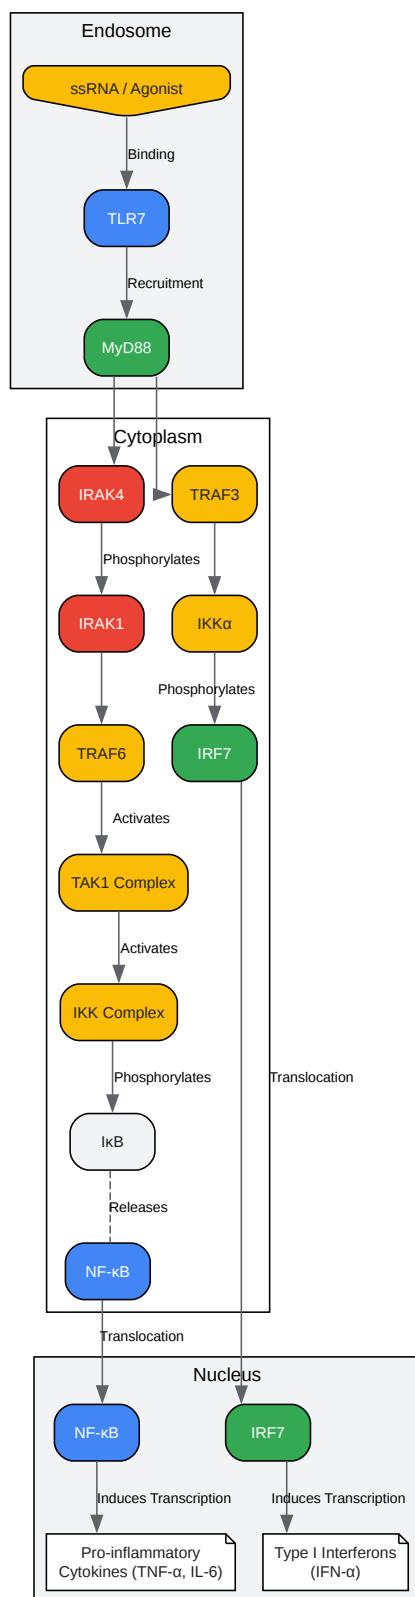 Endosome
ssRNA / Agonist
Binding
TLR7
Recruitment
MyD88
Cytoplasm
IRAK4
TRAF3
Phosphorylates
IRAK1
IKKα
Phosphorylates
TRAF6
IRF7
Activates
TAK1 Complex
Activates
IKK Complex
Phosphorylates
Translocation
IκB
Releases
NF-κB
Translocation
Nucleus
NF-κB
IRF7
Induces Transcription
Induces Transcription
Pro-inflammatory
Cytokines (TNF-α, IL-6)
Type I Interferons
(IFN-α)